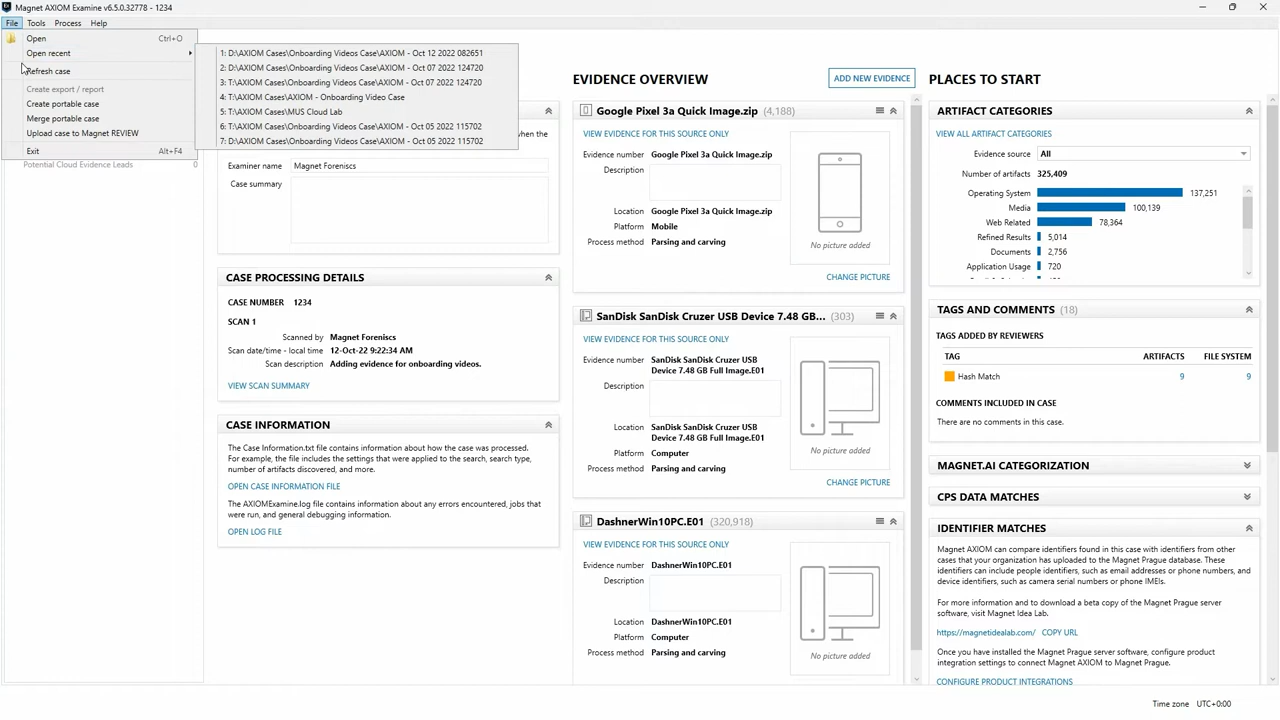 Magnet AXIOM Examine v6.5.0.32778 - 1234
File Tools Process Help
Open Ctrl+O
Open recent
Refresh case
Create export / report
Create portable case
Merge portable case
Upload case to Magnet REVIEW
Exit Alt+F4
Potential Cloud Evidence Leads 0
1: D:\AXIOM Cases\Onboarding Videos Case\AXIOM - Oct 12 2022 082651
2: D:\AXIOM Cases\Onboarding Videos Case\AXIOM - Oct 07 2022 124720
3: T:\AXIOM Cases\Onboarding Videos Case\AXIOM - Oct 07 2022 124720
4: T:\AXIOM Cases\AXIOM - Onboarding Video Case
5: T:\AXIOM Cases\MUS Cloud Lab
6: T:\AXIOM Cases\Onboarding Videos Case\AXIOM - Oct 05 2022 115702
7: D:\AXIOM Cases\Onboarding Videos Case\AXIOM - Oct 05 2022 115702
when the
Examiner name Magnet Foreniscs
Case summary
CASE PROCESSING DETAILS
CASE NUMBER 1234
SCAN 1
Scanned by Magnet Foreniscs
Scan date/time - local time 12-Oct-22 9:22:34 AM
Scan description Adding evidence for onboarding videos.
VIEW SCAN SUMMARY
CASE INFORMATION
The Case Information.txt file contains information about how the case was processed.
For example, the file includes the settings that were applied to the search, search type,
number of artifacts discovered, and more.
OPEN CASE INFORMATION FILE
The AXIOMExamine.log file contains information about any errors encountered, jobs that
were run, and general debugging information.
OPEN LOG FILE
EVIDENCE OVERVIEW ADD NEW EVIDENCE
Google Pixel 3a Quick Image.zip (4,188)
VIEW EVIDENCE FOR THIS SOURCE ONLY
Evidence number Google Pixel 3a Quick Image.zip
Description
Location Google Pixel 3a Quick Image.zip
Platform Mobile
Process method Parsing and carving
No picture added
CHANGE PICTURE
SanDisk SanDisk Cruzer USB Device 7.48 GB... (303)
VIEW EVIDENCE FOR THIS SOURCE ONLY
Evidence number SanDisk SanDisk Cruzer USB
Device 7.48 GB Full Image.E01
Description
Location SanDisk SanDisk Cruzer USB
Device 7.48 GB Full Image.E01
Platform Computer
Process method Parsing and carving
No picture added
CHANGE PICTURE
DashnerWin10PC.E01 (320,918)
VIEW EVIDENCE FOR THIS SOURCE ONLY
Evidence number DashnerWin10PC.E01
Description
Location DashnerWin10PC.E01
Platform Computer
Process method Parsing and carving
No picture added
PLACES TO START
ARTIFACT CATEGORIES
VIEW ALL ARTIFACT CATEGORIES
Evidence source All
Number of artifacts 325,409
Operating System 137,251
Media 100,139
Web Related 78,364
Refined Results 5,014
Documents 2,756
Application Usage 720
TAGS AND COMMENTS (18)
TAGS ADDED BY REVIEWERS
TAG ARTIFACTS FILE SYSTEM
Hash Match 9 9
COMMENTS INCLUDED IN CASE
There are no comments in this case.
MAGNET.AI CATEGORIZATION
CPS DATA MATCHES
IDENTIFIER MATCHES
Magnet AXIOM can compare identifiers found in this case with identifiers from other
cases that your organization has uploaded to the Magnet Prague database. These
identifiers can include people identifiers, such as email addresses or phone numbers, and
device identifiers, such as camera serial numbers or phone IMEIs.
For more information and to download a beta copy of the Magnet Prague server
software, visit Magnet Idea Lab.
https://magnetidealab.com/ COPY URL
Once you have installed the Magnet Prague server software, configure product
integration settings to connect Magnet AXIOM to Magnet Prague.
CONFIGURE PRODUCT INTEGRATIONS
Time zone UTC+0:00